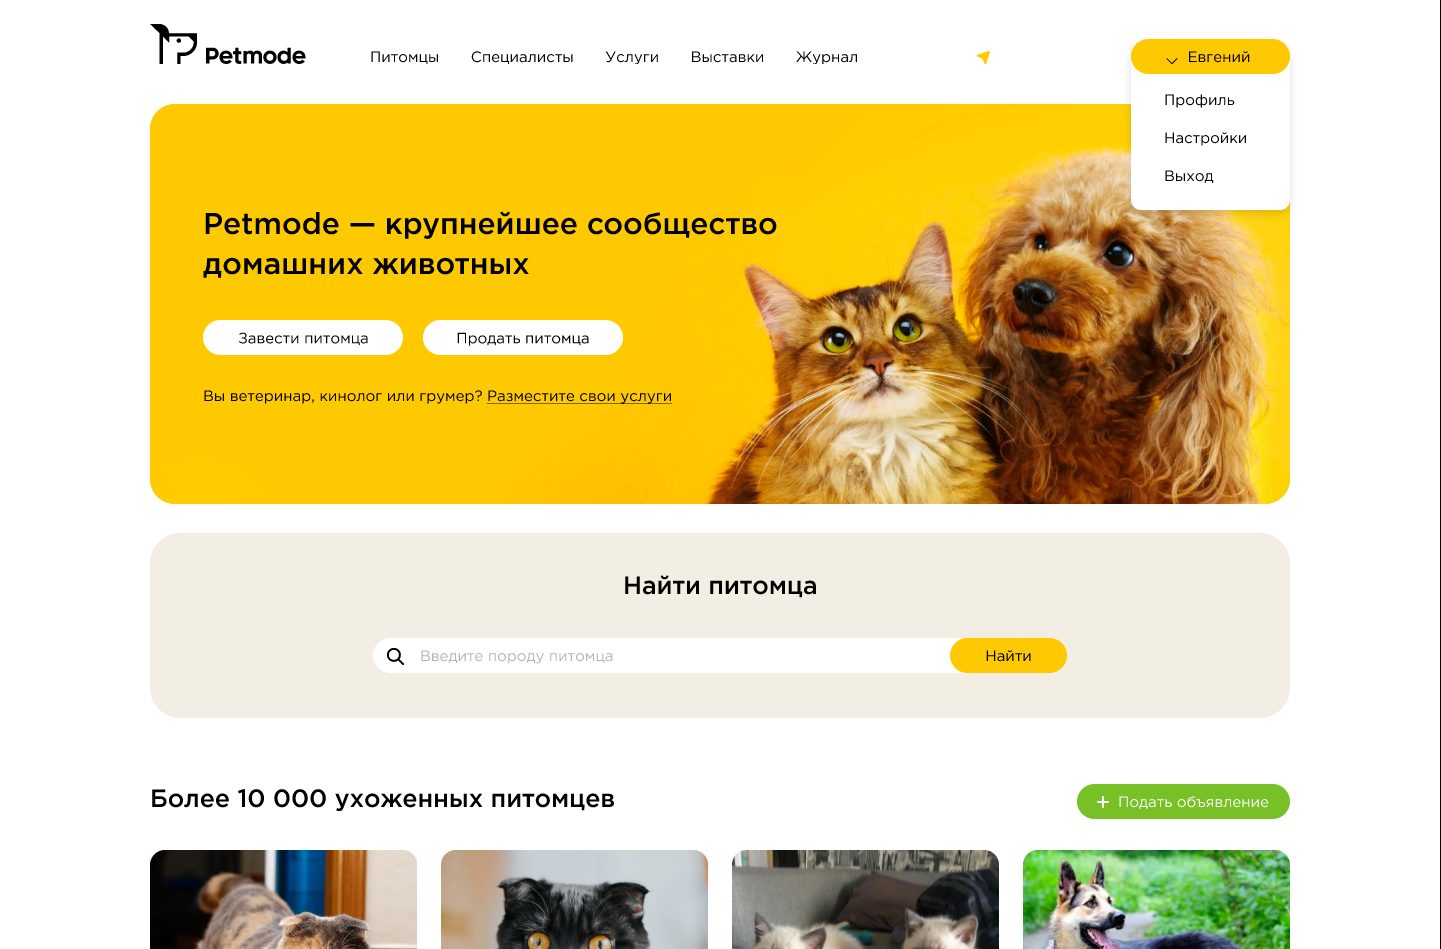 Petmode
Питомцы
Специалисты
Услуги
Выставки
Журнал
Евгений
Профиль
Настройки
Выход
Petmode — крупнейшее сообщество
домашних животных
Завести питомца
Продать питомца
Вы ветеринар, кинолог или грумер? Разместите свои услуги
Найти питомца
Введите породу питомца
Найти
Более 10 000 ухоженных питомцев
+ Подать объявление